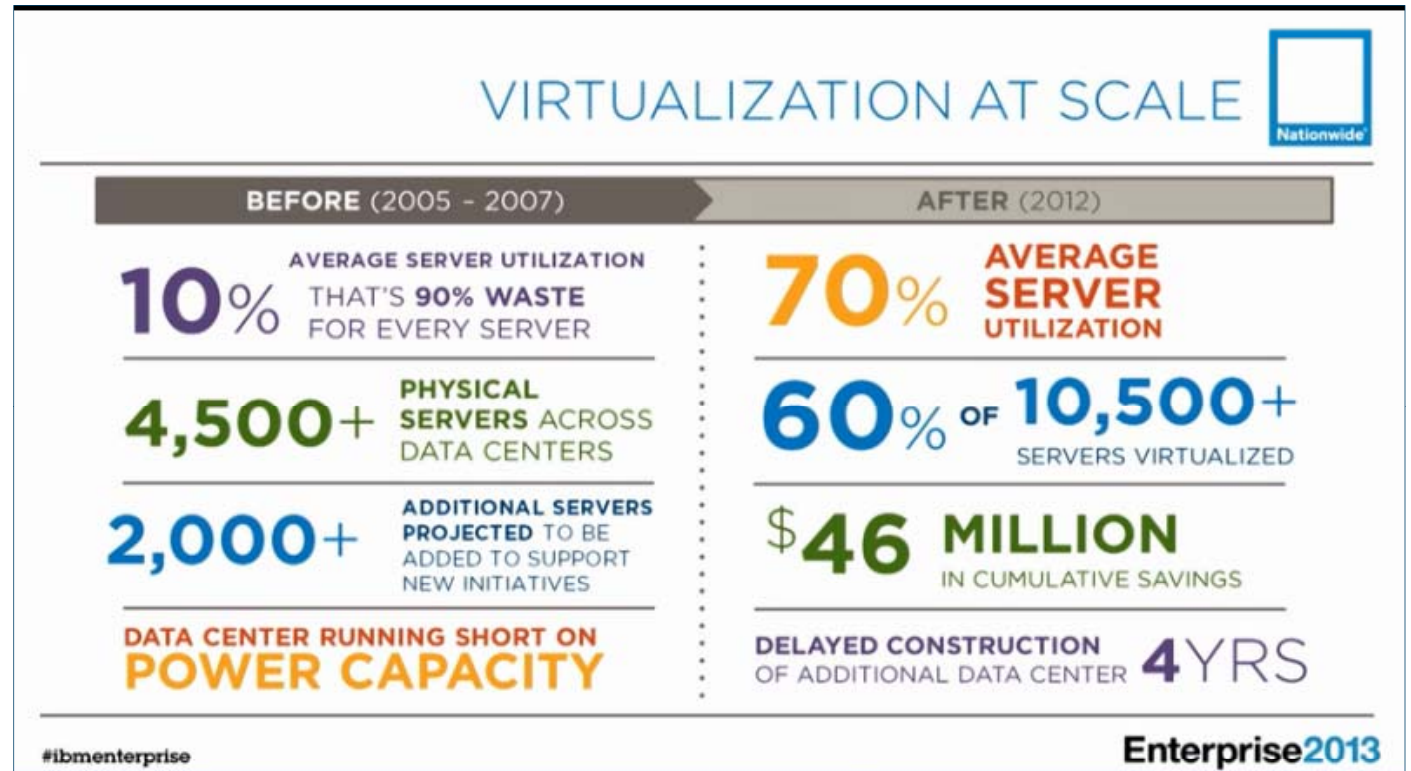 VIRTUALIZATION AT SCALE
Nationwide®
BEFORE (2005 - 2007)
10%
AVERAGE SERVER UTILIZATION
THAT'S 90% WASTE
FOR EVERY SERVER
4,500+
PHYSICAL
SERVERS ACROSS
DATA CENTERS
2,000+
ADDITIONAL SERVERS
PROJECTED TO BE
ADDED TO SUPPORT
NEW INITIATIVES
DATA CENTER RUNNING SHORT ON
POWER CAPACITY
AFTER (2012)
70%
AVERAGE
SERVER
UTILIZATION
60% OF 10,500+
SERVERS VIRTUALIZED
$46 MILLION
IN CUMULATIVE SAVINGS
DELAYED CONSTRUCTION
OF ADDITIONAL DATA CENTER
4YRS
#ibmenterprise
Enterprise2013